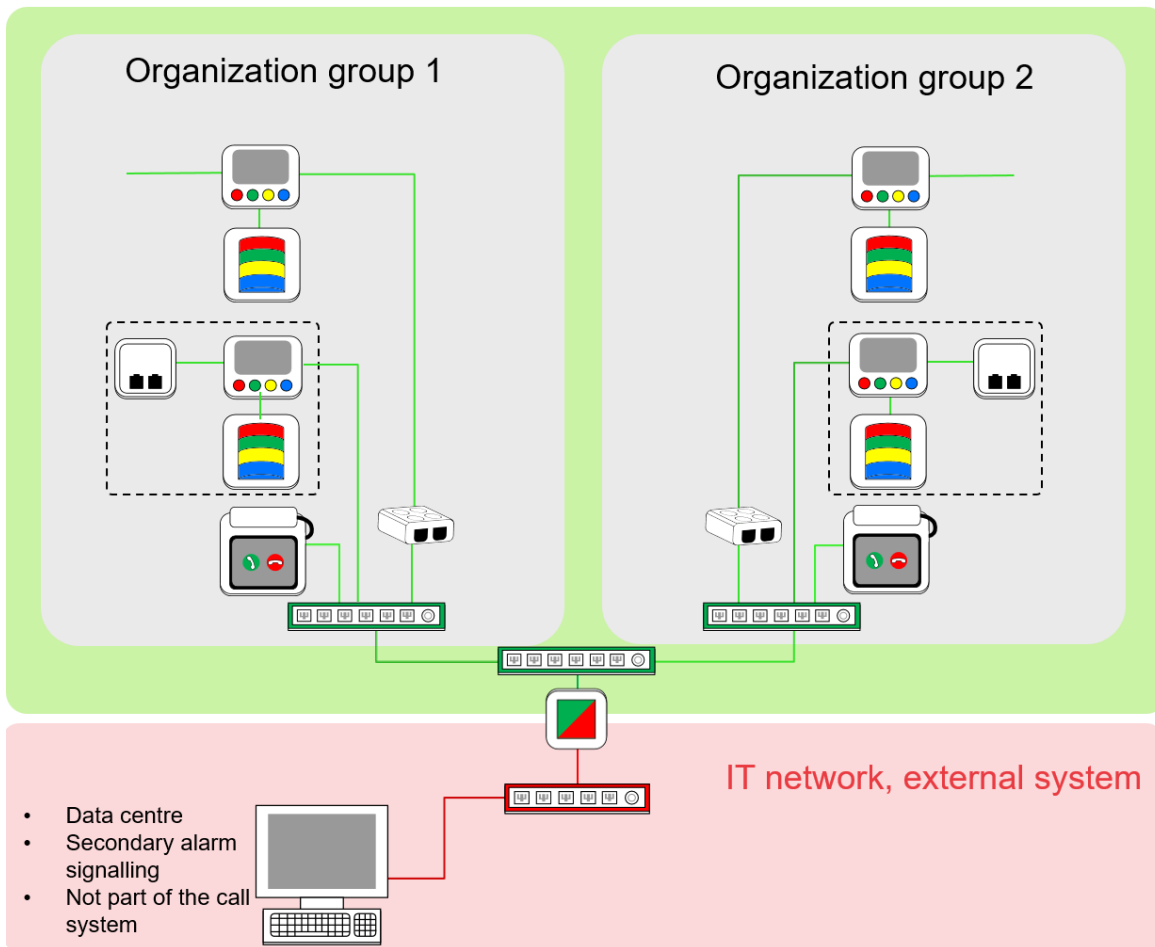 Organization group 1
Organization group 2
IT network, external system
• Data centre
• Secondary alarm
signalling
• Not part of the call
system